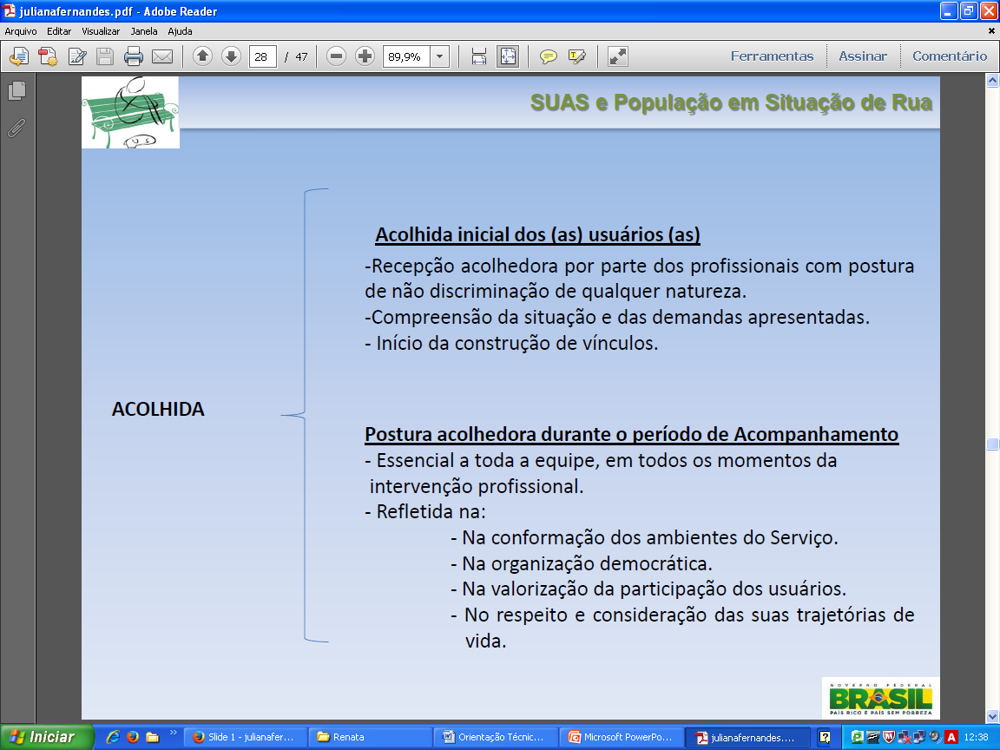 julianafernandes.pdf - Adobe Reader
Arquivo Editar Visualizar Janela Ajuda
28 / 47 89,9% Ferramentas Assinar Comentário
SUAS e População em Situação de Rua
Acolhida inicial dos (as) usuários (as)
-Recepção acolhedora por parte dos profissionais com postura
de não discriminação de qualquer natureza.
-Compreensão da situação e das demandas apresentadas.
- Início da construção de vínculos.
ACOLHIDA
Postura acolhedora durante o período de Acompanhamento
- Essencial a toda a equipe, em todos os momentos da
intervenção profissional.
- Refletida na:
- Na conformação dos ambientes do Serviço.
- Na organização democrática.
- Na valorização da participação dos usuários.
- No respeito e consideração das suas trajetórias de
vida.
GOVERNO FEDERAL
BRASIL
PAÍS RICO É PAÍS SEM POBREZA
Iniciar Slide 1 - julianafer... Renata Orientação Técnic... Microsoft PowerPo... julianafernandes.... 12:38